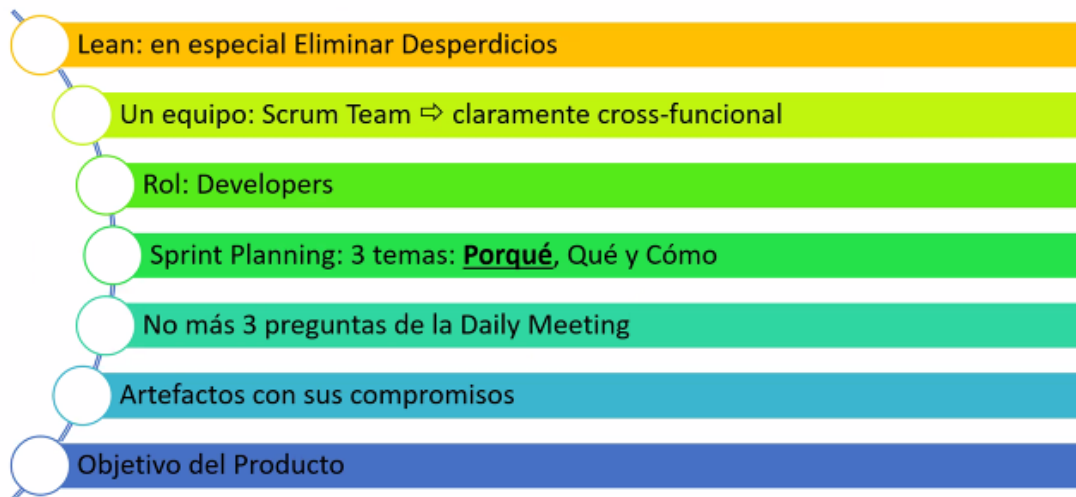 Lean: en especial Eliminar Desperdicios
Un equipo: Scrum Team ⇨ claramente cross-funcional
Rol: Developers
Sprint Planning: 3 temas: Porqué, Qué y Cómo
No más 3 preguntas de la Daily Meeting
Artefactos con sus compromisos
Objetivo del Producto